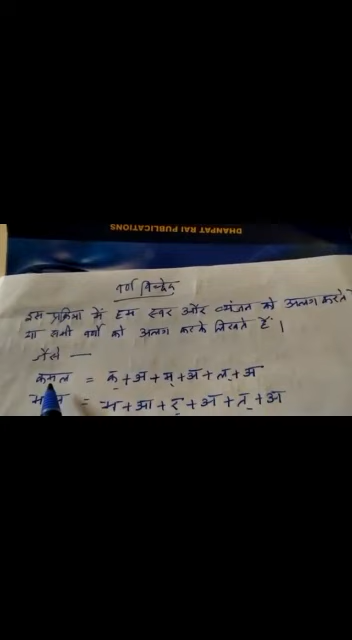 DHANPAT RAI PUBLICATIONS
वर्ण विच्छेद
इस प्रक्रिया में हम स्वर और व्यंजन को अलग करते
या सभी वर्णों को अलग करके लिखते हैं।
जैसे —
कमल = क् + अ + म् + अ + ल् + अ
= भ + आ + र् + अ + त् + अ